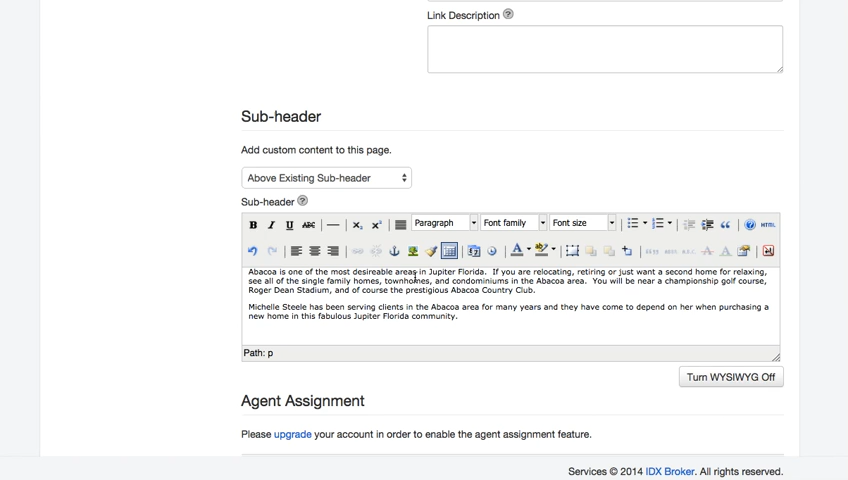 Link Description
Sub-header
Add custom content to this page.
Above Existing Sub-header
Sub-header
B I U ABC Paragraph Font family Font size HTML
Abacoa is one of the most desireable areas in Jupiter Florida. If you are relocating, retiring or just want a second home for relaxing,
see all of the single family homes, townhomes, and condominiums in the Abacoa area. You will be near a championship golf course,
Roger Dean Stadium, and of course the prestigious Abacoa Country Club.
Michelle Steele has been serving clients in the Abacoa area for many years and they have come to depend on her when purchasing a
new home in this fabulous Jupiter Florida community.
Path: p
Turn WYSIWYG Off
Agent Assignment
Please upgrade your account in order to enable the agent assignment feature.
Services © 2014 IDX Broker. All rights reserved.